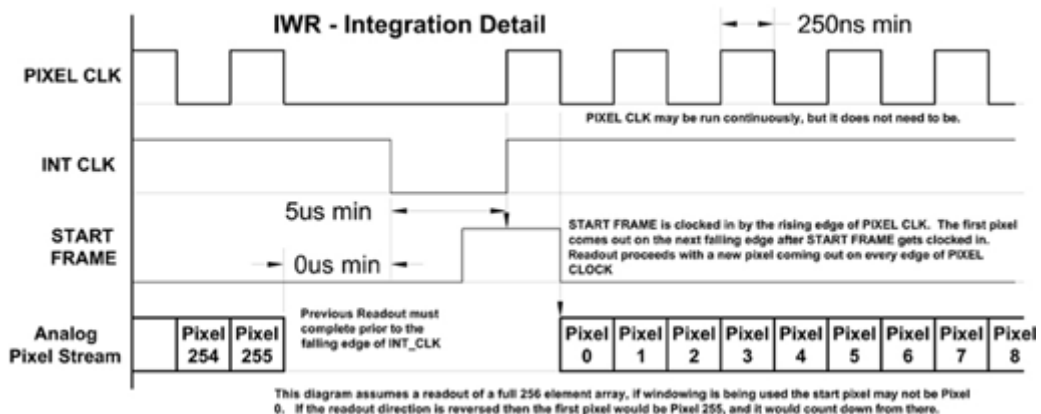 IWR - Integration Detail
250ns min
PIXEL CLK
PIXEL CLK may be run continuously, but it does not need to be.
INT CLK
5us min
START
FRAME
START FRAME is clocked in by the rising edge of PIXEL CLK. The first pixel
comes out on the next falling edge after START FRAME gets clocked in.
Readout proceeds with a new pixel coming out on every edge of PIXEL
CLOCK
0us min
Previous Readout must
complete prior to the
falling edge of INT_CLK
Analog
Pixel Stream
Pixel 254
Pixel 255
Pixel 0
Pixel 1
Pixel 2
Pixel 3
Pixel 4
Pixel 5
Pixel 6
Pixel 7
Pixel 8
This diagram assumes a readout of a full 256 element array, if windowing is being used the start pixel may not be Pixel
0. If the readout direction is reversed then the first pixel would be Pixel 255, and it would count down from there.